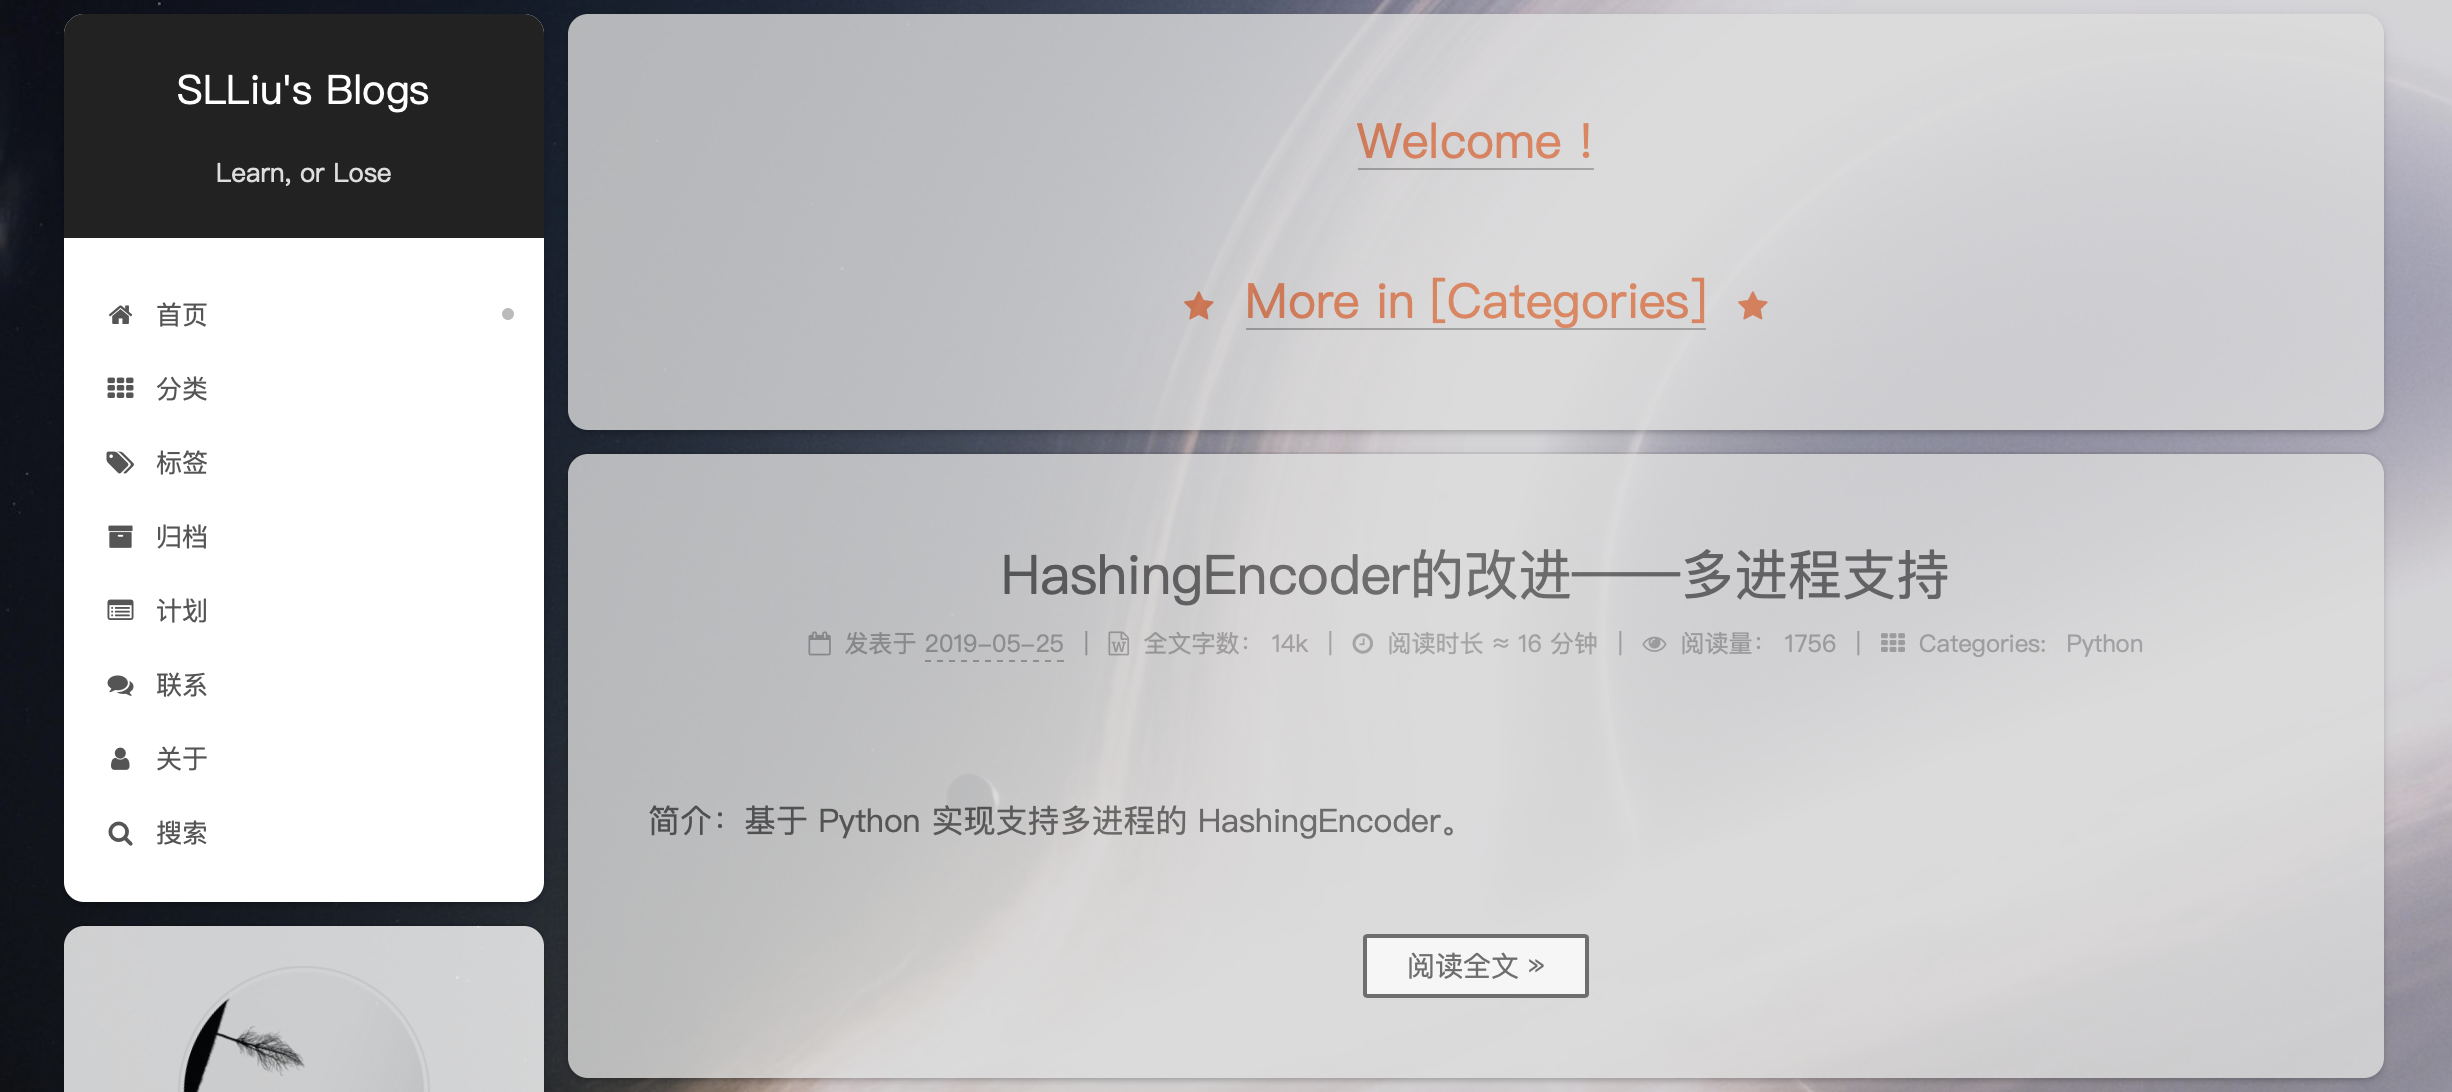 SLLiu's Blogs
Learn, or Lose
首页
分类
标签
归档
计划
联系
关于
搜索
Welcome！
★ More in [Categories] ★
HashingEncoder的改进——多进程支持
发表于 2019-05-25 | 全文字数： 14k | 阅读时长 ≈ 16 分钟 | 阅读量： 1756 | Categories: Python
简介：基于 Python 实现支持多进程的 HashingEncoder。
阅读全文 »